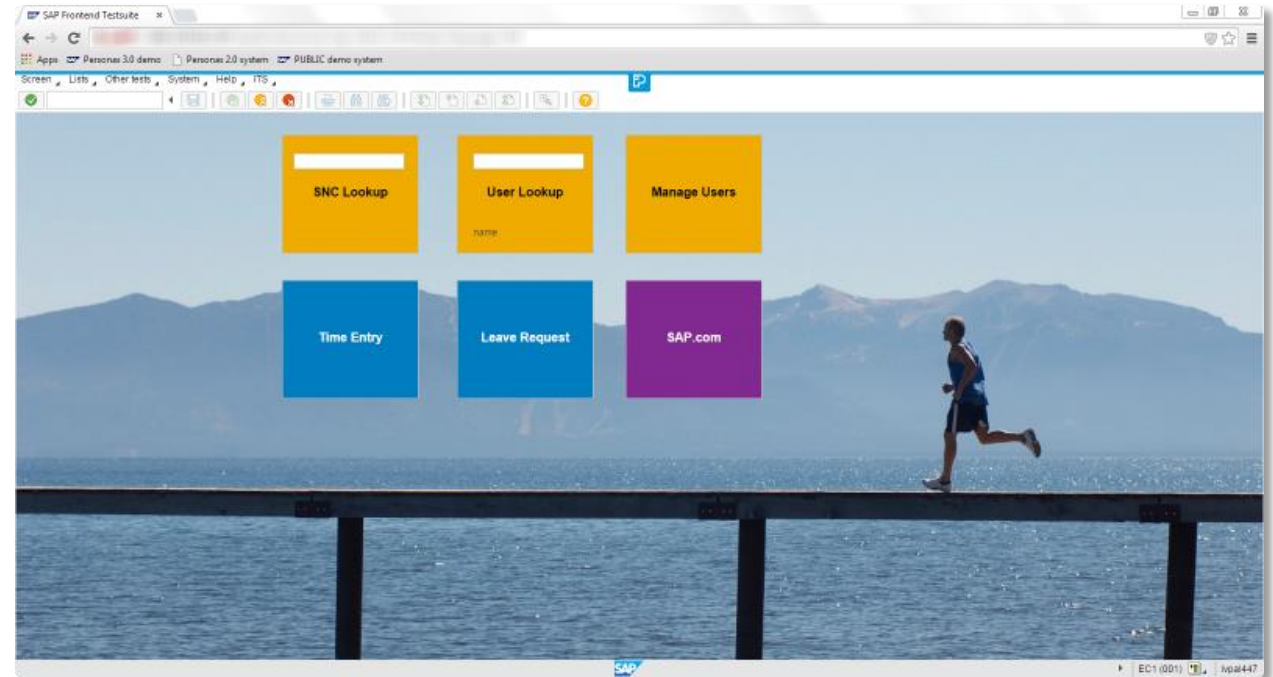 SAP Frontend Testsuite
Apps Personas 3.0 demo Personas 2.0 system PUBLIC demo system
Screen Lists Other tests System Help ITS
SNC Lookup User Lookup Manage Users
name
Time Entry Leave Request SAP.com
SAP
EC1 (001) ivpal447